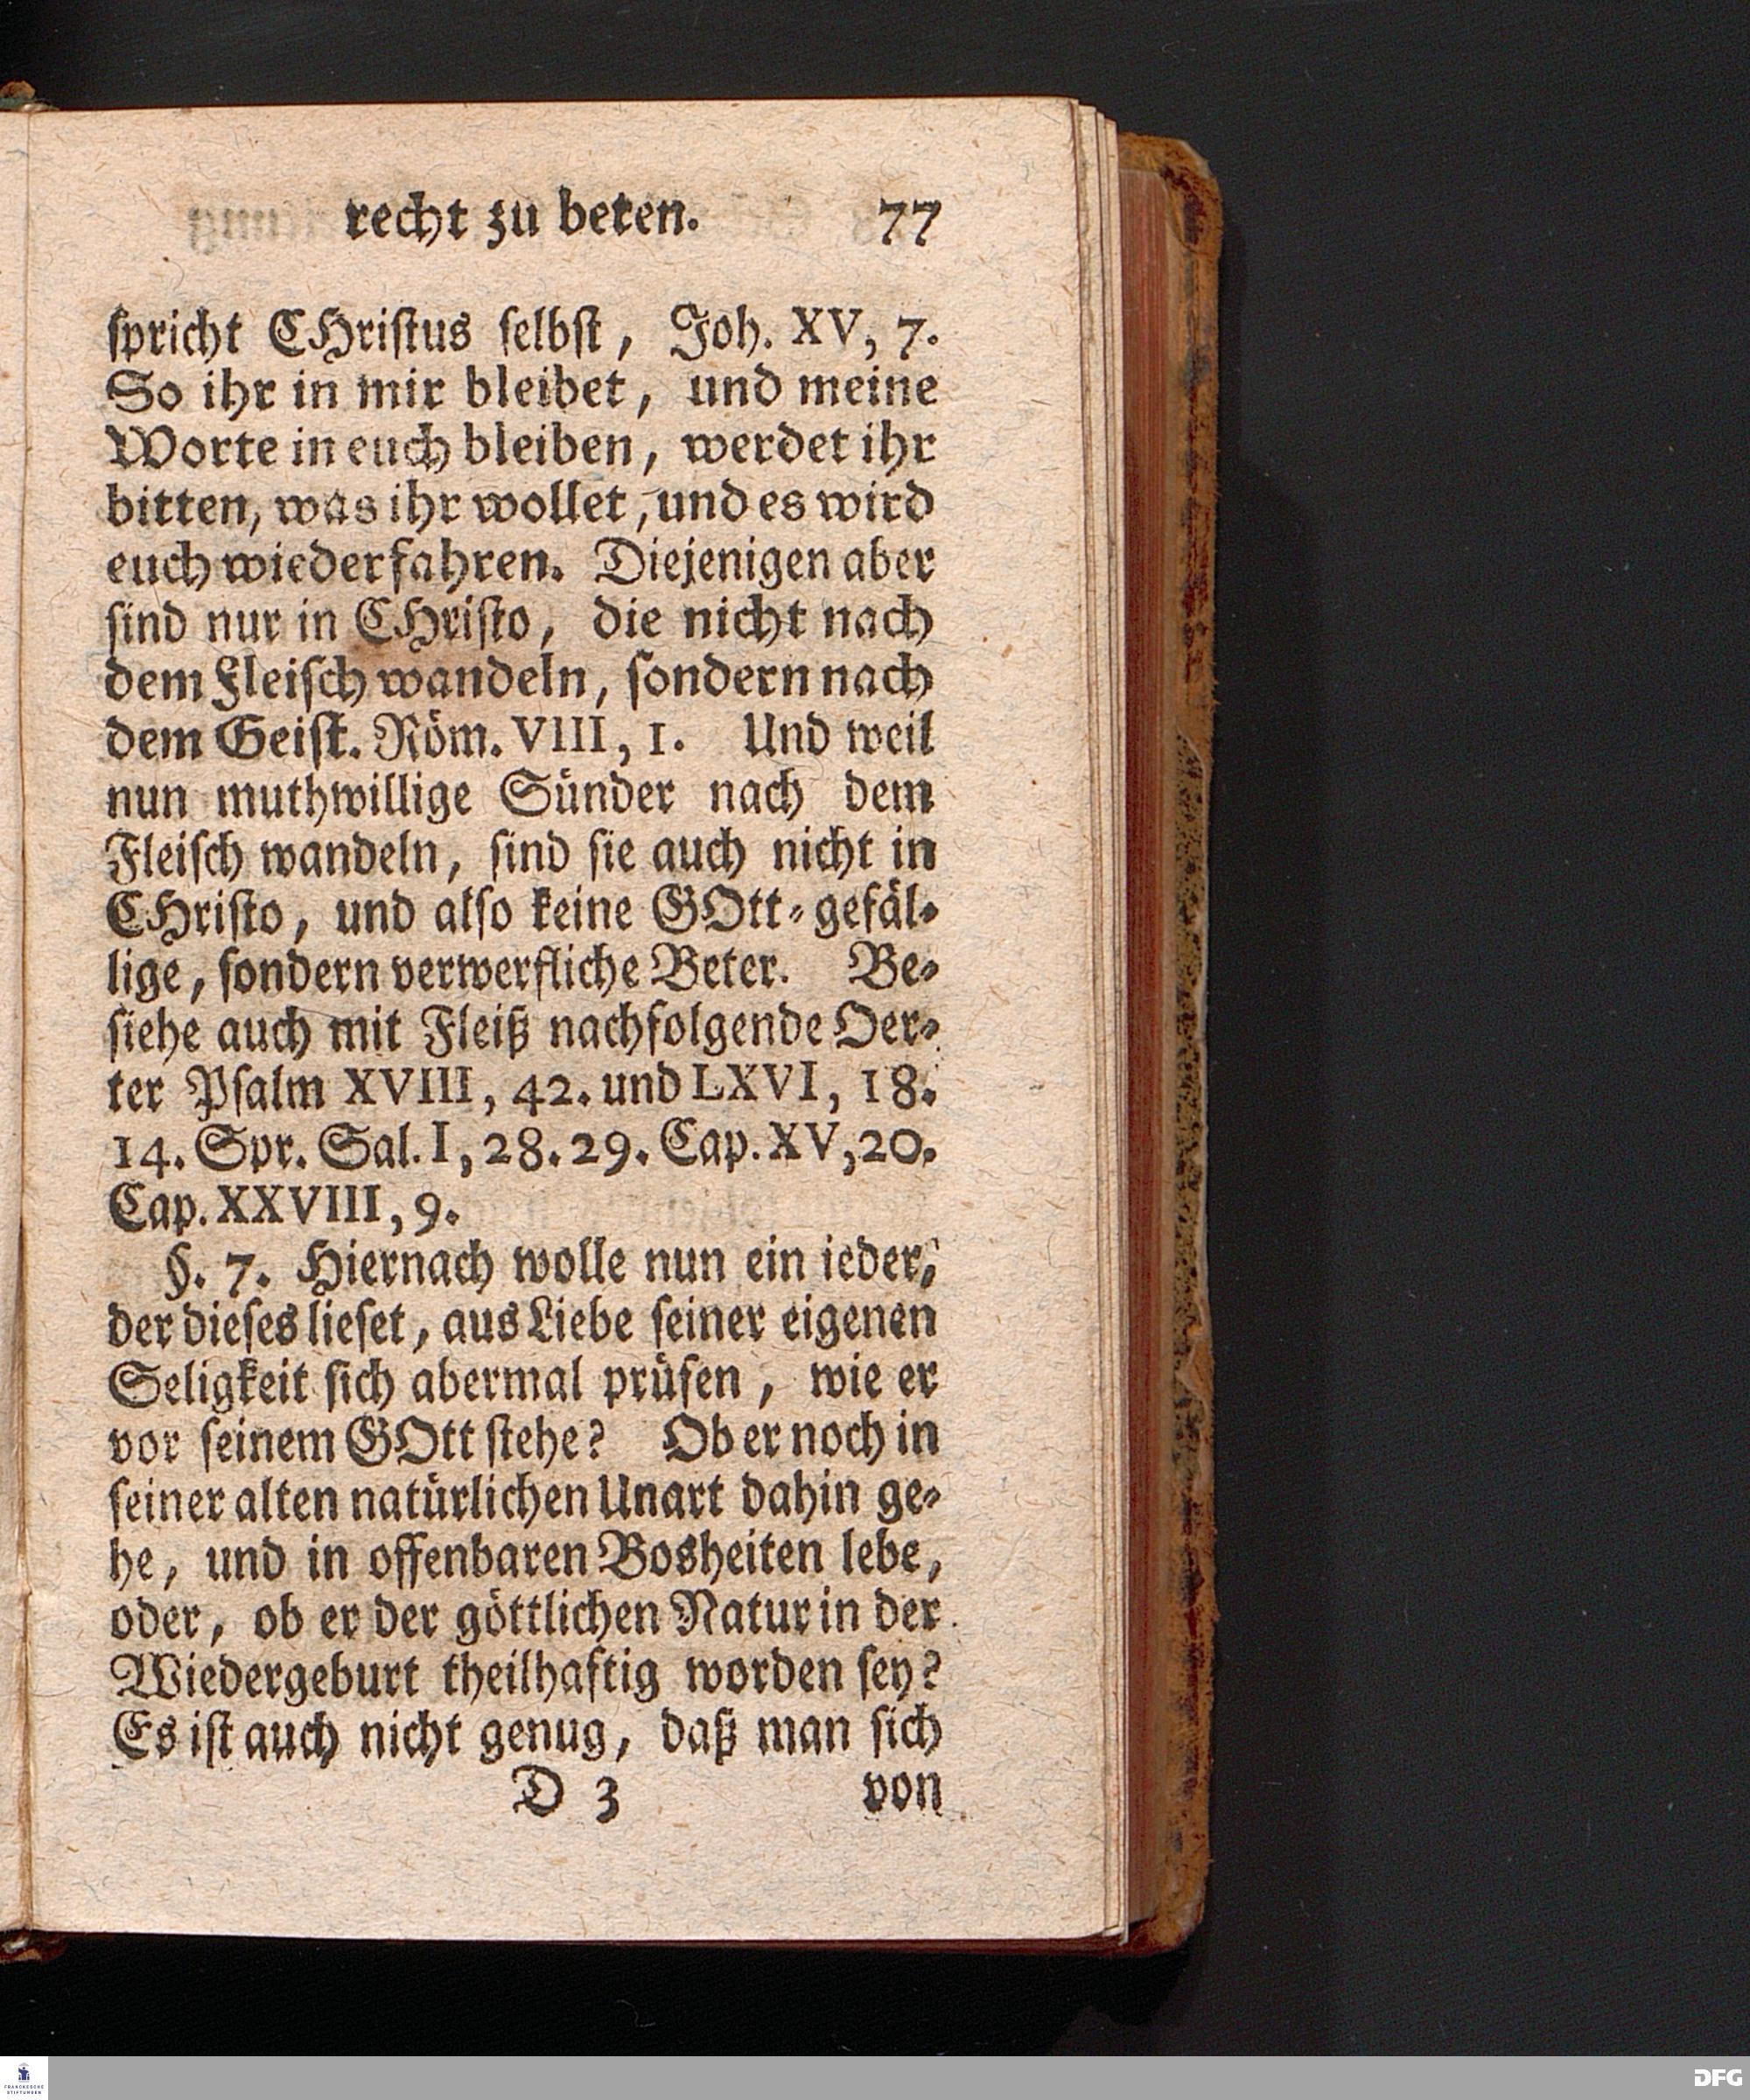 recht zu beten. 77
ſpricht CHriſtus ſelbſt, Joh. XV, 7.
So ihr in mir bleibet, und meine
Worte in euch bleiben, werdet ihr
bitten, was ihr wollet, und es wird
euch wiederfahren. Diejenigen aber
ſind nur in CHriſto, die nicht nach
dem Fleiſch wandeln, ſondern nach
dem Geiſt. Röm. VIII, 1. Und weil
nun muthwillige Sünder nach dem
Fleiſch wandeln, ſind ſie auch nicht in
CHriſto, und alſo keine GOtt-gefäl-
lige, ſondern verwerfliche Beter. Be-
ſiehe auch mit Fleiß nachfolgende Oer-
ter Pſalm XVIII, 42. und LXVI, 18.
14. Spr. Sal. I, 28. 29. Cap. XV, 20.
Cap. XXVIII, 9.
§. 7. Hiernach wolle nun ein ieder,
der dieſes lieſet, aus Liebe ſeiner eigenen
Seligkeit ſich abermal prüfen, wie er
vor ſeinem GOtt ſtehe? Ob er noch in
ſeiner alten natürlichen Unart dahin ge-
he, und in offenbaren Bosheiten lebe,
oder, ob er der göttlichen Natur in der
Wiedergeburt theilhaftig worden ſey?
Es iſt auch nicht genug, daß man ſich
D 3 von
FRANCKESCHE
STIFTUNGEN
DFG